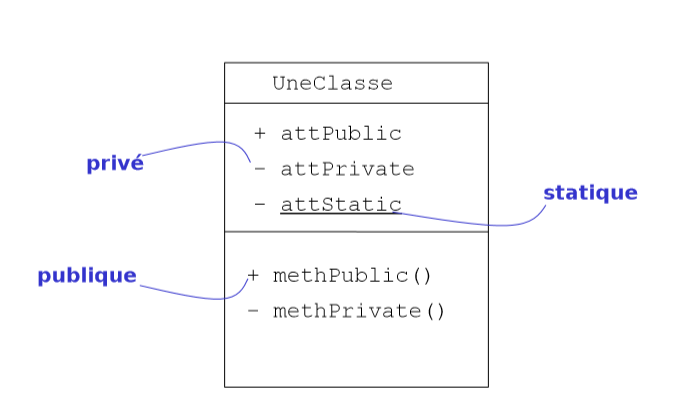 UneClasse
+ attPublic
privé
- attPrivate
statique
- attStatic
publique
+ methPublic()
- methPrivate()